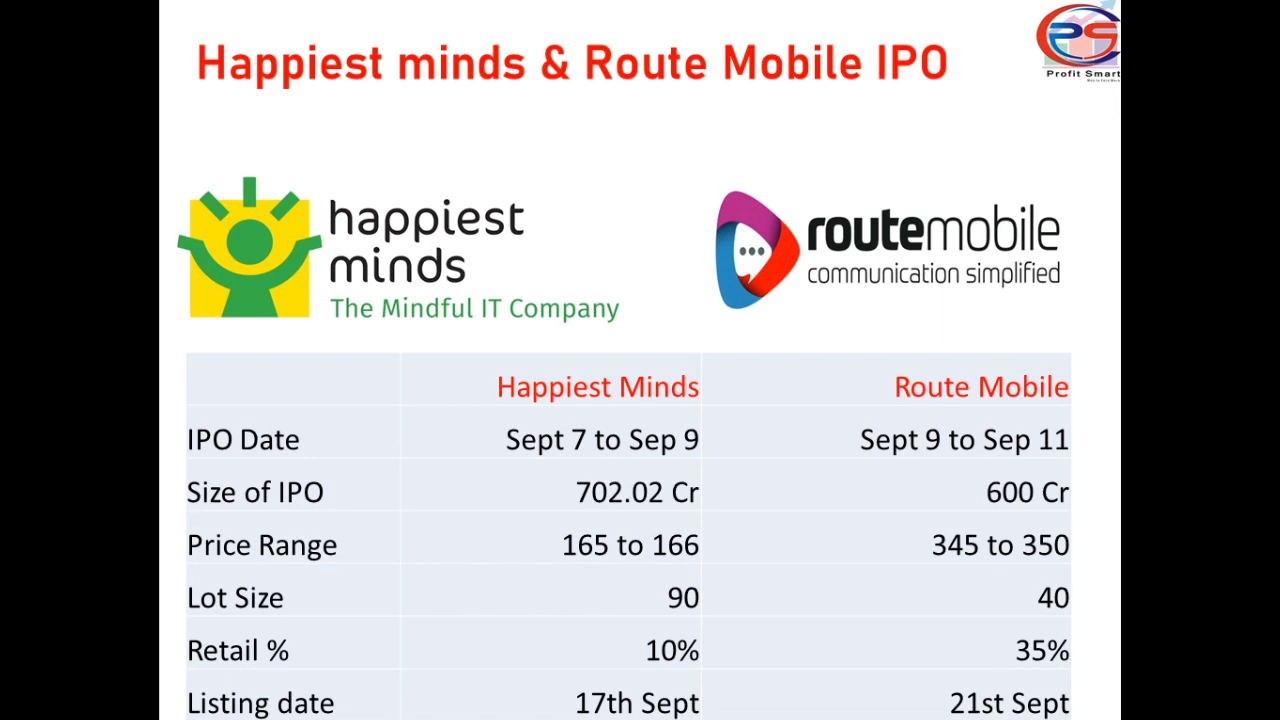 Happiest minds & Route Mobile IPO
Profit Smart
happiest
minds
The Mindful IT Company
routemobile
communication simplified
Happiest Minds Route Mobile
IPO Date Sept 7 to Sep 9 Sept 9 to Sep 11
Size of IPO 702.02 Cr 600 Cr
Price Range 165 to 166 345 to 350
Lot Size 90 40
Retail % 10% 35%
Listing date 17th Sept 21st Sept